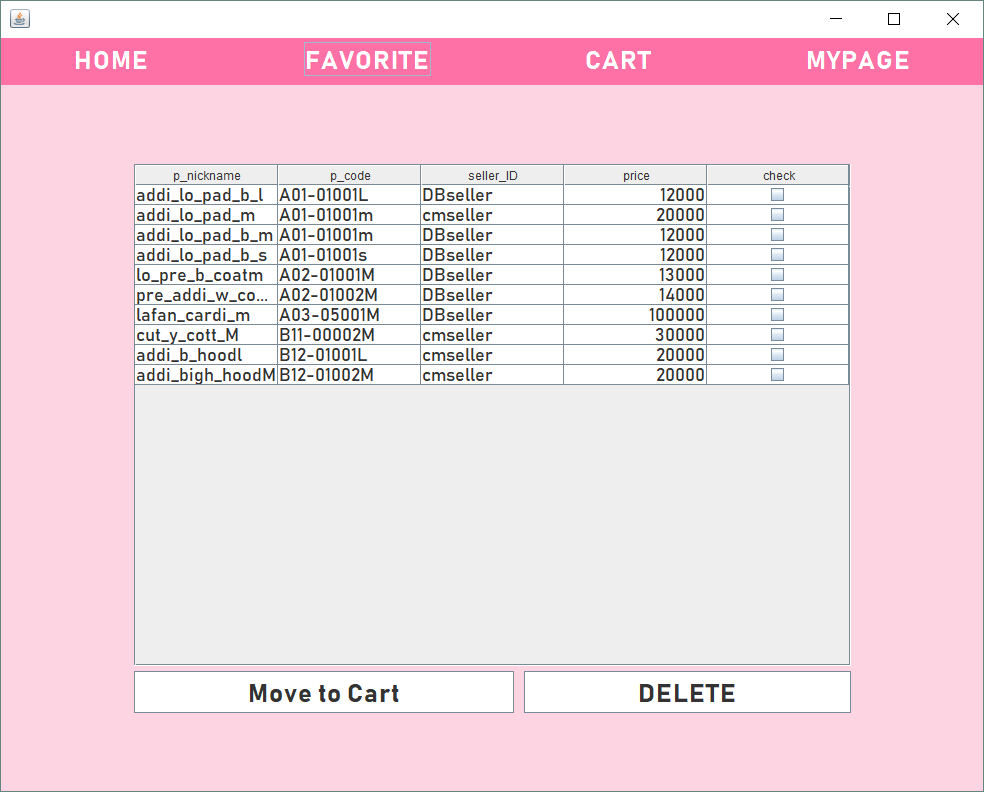 HOME FAVORITE CART MYPAGE
p_nickname p_code seller_ID price check
addi_lo_pad_b_l A01-01001L DBseller 12000
addi_lo_pad_m A01-01001m cmseller 20000
addi_lo_pad_b_m A01-01001m DBseller 12000
addi_lo_pad_b_s A01-01001s DBseller 12000
lo_pre_b_coatm A02-01001M DBseller 13000
pre_addi_w_co... A02-01002M DBseller 14000
lafan_cardi_m A03-05001M DBseller 100000
cut_y_cott_M B11-00002M cmseller 30000
addi_b_hoodl B12-01001L cmseller 20000
addi_bigh_hoodM B12-01002M cmseller 20000
Move to Cart DELETE